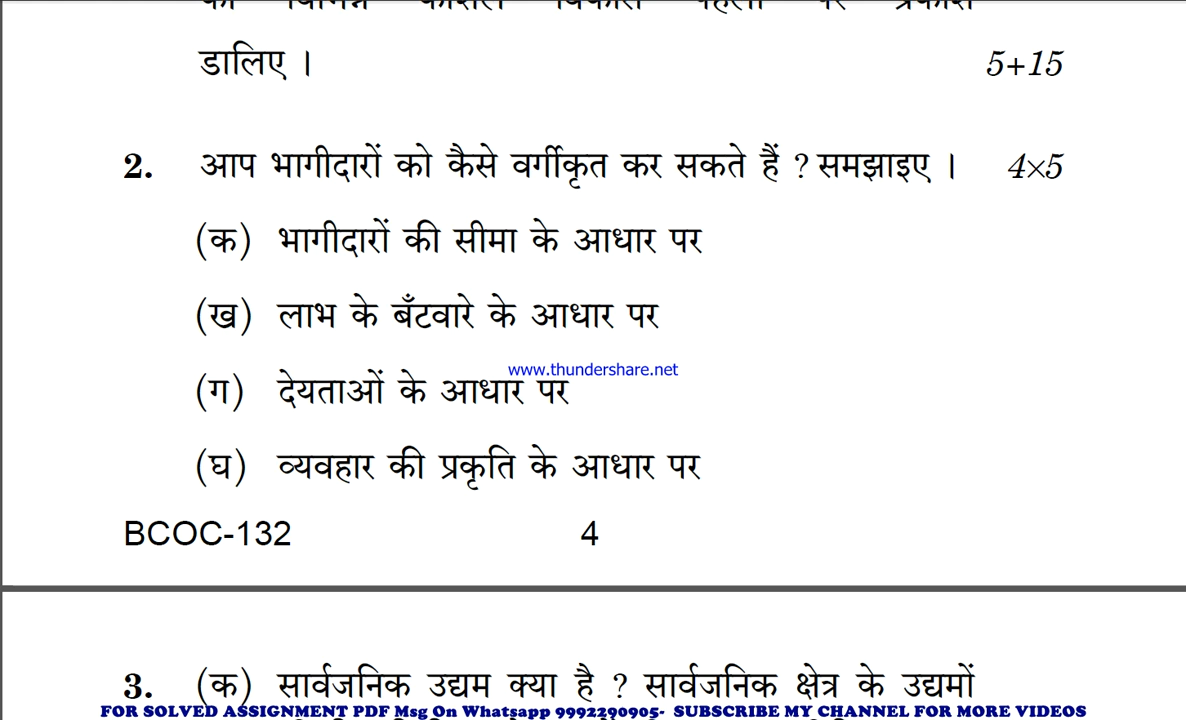 डालिए । 5+15
2. आप भागीदारों को कैसे वर्गीकृत कर सकते हैं ? समझाइए । 4×5
(क) भागीदारों की सीमा के आधार पर
(ख) लाभ के बँटवारे के आधार पर
www.thundershare.net
(ग) देयताओं के आधार पर
(घ) व्यवहार की प्रकृति के आधार पर
BCOC-132 4
3. (क) सार्वजनिक उद्यम क्या है ? सार्वजनिक क्षेत्र के उद्यमों
FOR SOLVED ASSIGNMENT PDF Msg On Whatsapp 9992290905- SUBSCRIBE MY CHANNEL FOR MORE VIDEOS